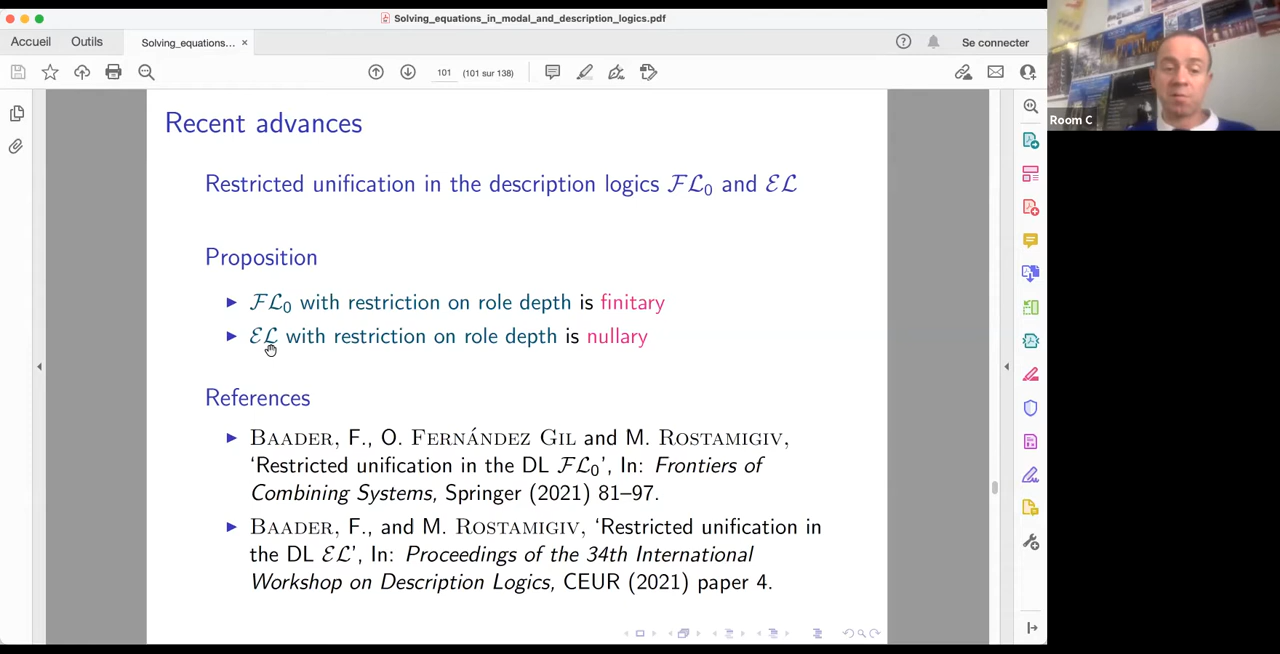 Solving_equations_in_modal_and_description_logics.pdf
Accueil Outils Solving_equations... × Se connecter
101 (101 sur 138)
Room C
Recent advances
Restricted unification in the description logics ℱℒ₀ and ℰℒ
Proposition
► ℱℒ₀ with restriction on role depth is finitary
► ℰℒ with restriction on role depth is nullary
References
► BAADER, F., O. FERNÁNDEZ GIL and M. ROSTAMIGIV,
‘Restricted unification in the DL ℱℒ₀’, In: Frontiers of
Combining Systems, Springer (2021) 81–97.
► BAADER, F., and M. ROSTAMIGIV, ‘Restricted unification in
the DL ℰℒ’, In: Proceedings of the 34th International
Workshop on Description Logics, CEUR (2021) paper 4.